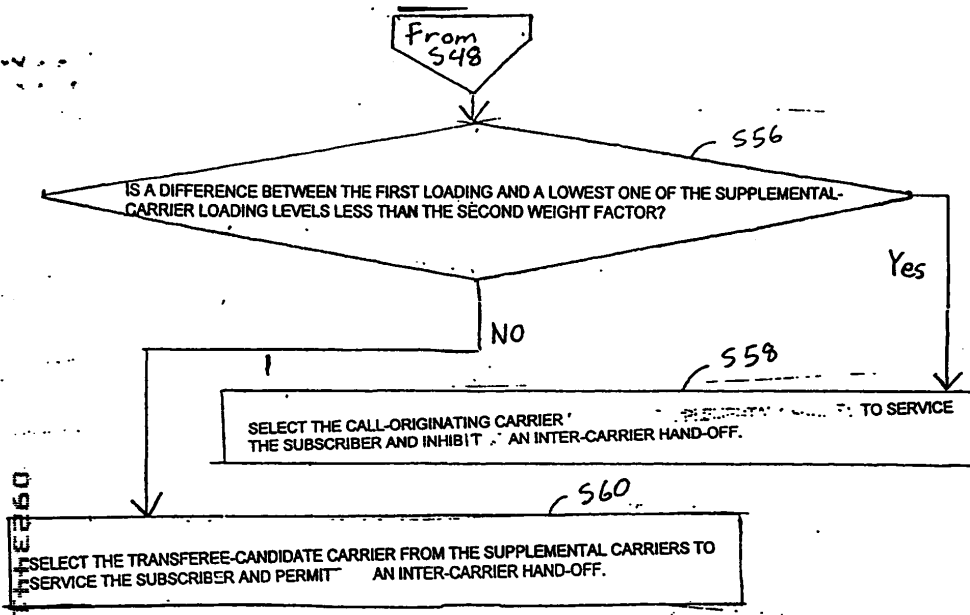 From
S48
S56
IS A DIFFERENCE BETWEEN THE FIRST LOADING AND A LOWEST ONE OF THE SUPPLEMENTAL-
CARRIER LOADING LEVELS LESS THAN THE SECOND WEIGHT FACTOR?
Yes
NO
S58
SELECT THE CALL-ORIGINATING CARRIER TO SERVICE
THE SUBSCRIBER AND INHIBIT AN INTER-CARRIER HAND-OFF.
S60
SELECT THE TRANSFEREE-CANDIDATE CARRIER FROM THE SUPPLEMENTAL CARRIERS TO
SERVICE THE SUBSCRIBER AND PERMIT AN INTER-CARRIER HAND-OFF.